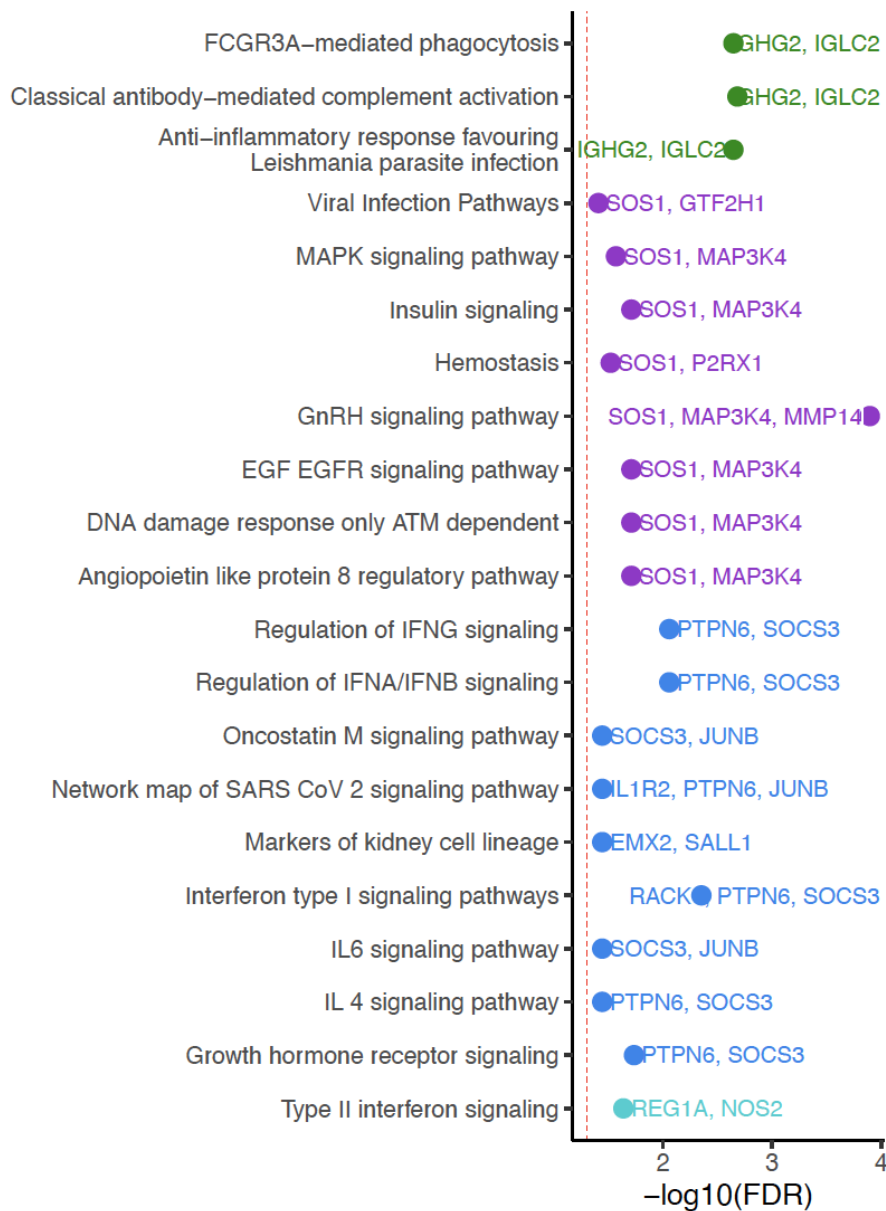 FCGR3A−mediated phagocytosis GHG2, IGLC2
Classical antibody−mediated complement activation GHG2, IGLC2
Anti−inflammatory response favouring
Leishmania parasite infection IGHG2, IGLC2
Viral Infection Pathways SOS1, GTF2H1
MAPK signaling pathway SOS1, MAP3K4
Insulin signaling SOS1, MAP3K4
Hemostasis SOS1, P2RX1
GnRH signaling pathway SOS1, MAP3K4, MMP14
EGF EGFR signaling pathway SOS1, MAP3K4
DNA damage response only ATM dependent SOS1, MAP3K4
Angiopoietin like protein 8 regulatory pathway SOS1, MAP3K4
Regulation of IFNG signaling PTPN6, SOCS3
Regulation of IFNA/IFNB signaling PTPN6, SOCS3
Oncostatin M signaling pathway SOCS3, JUNB
Network map of SARS CoV 2 signaling pathway IL1R2, PTPN6, JUNB
Markers of kidney cell lineage EMX2, SALL1
Interferon type I signaling pathways RACK , PTPN6, SOCS3
IL6 signaling pathway SOCS3, JUNB
IL 4 signaling pathway PTPN6, SOCS3
Growth hormone receptor signaling PTPN6, SOCS3
Type II interferon signaling REG1A, NOS2
2 3 4
−log10(FDR)